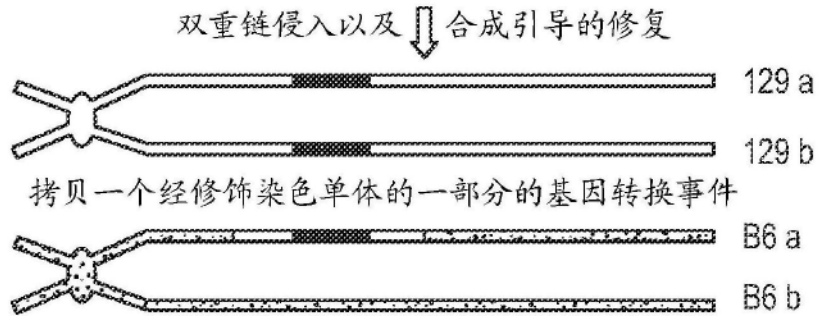 双重链侵入以及 合成引导的修复
129 a
129 b
拷贝一个经修饰染色单体的一部分的基因转换事件
B6 a
B6 b